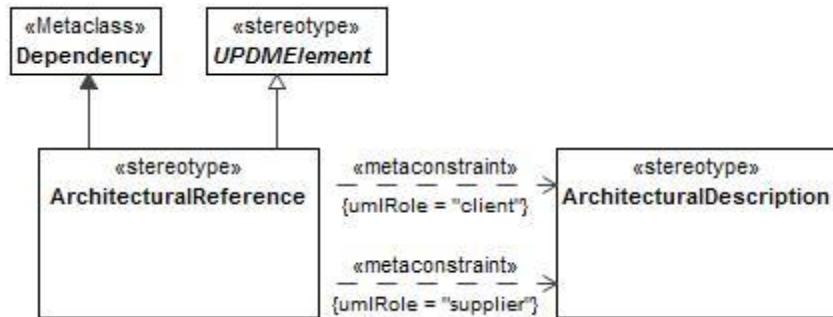 «Metaclass»
Dependency
«stereotype»
UPDMElement
«stereotype»
ArchitecturalReference
«metaconstraint»
{umlRole = "client"}
«metaconstraint»
{umlRole = "supplier"}
«stereotype»
ArchitecturalDescription